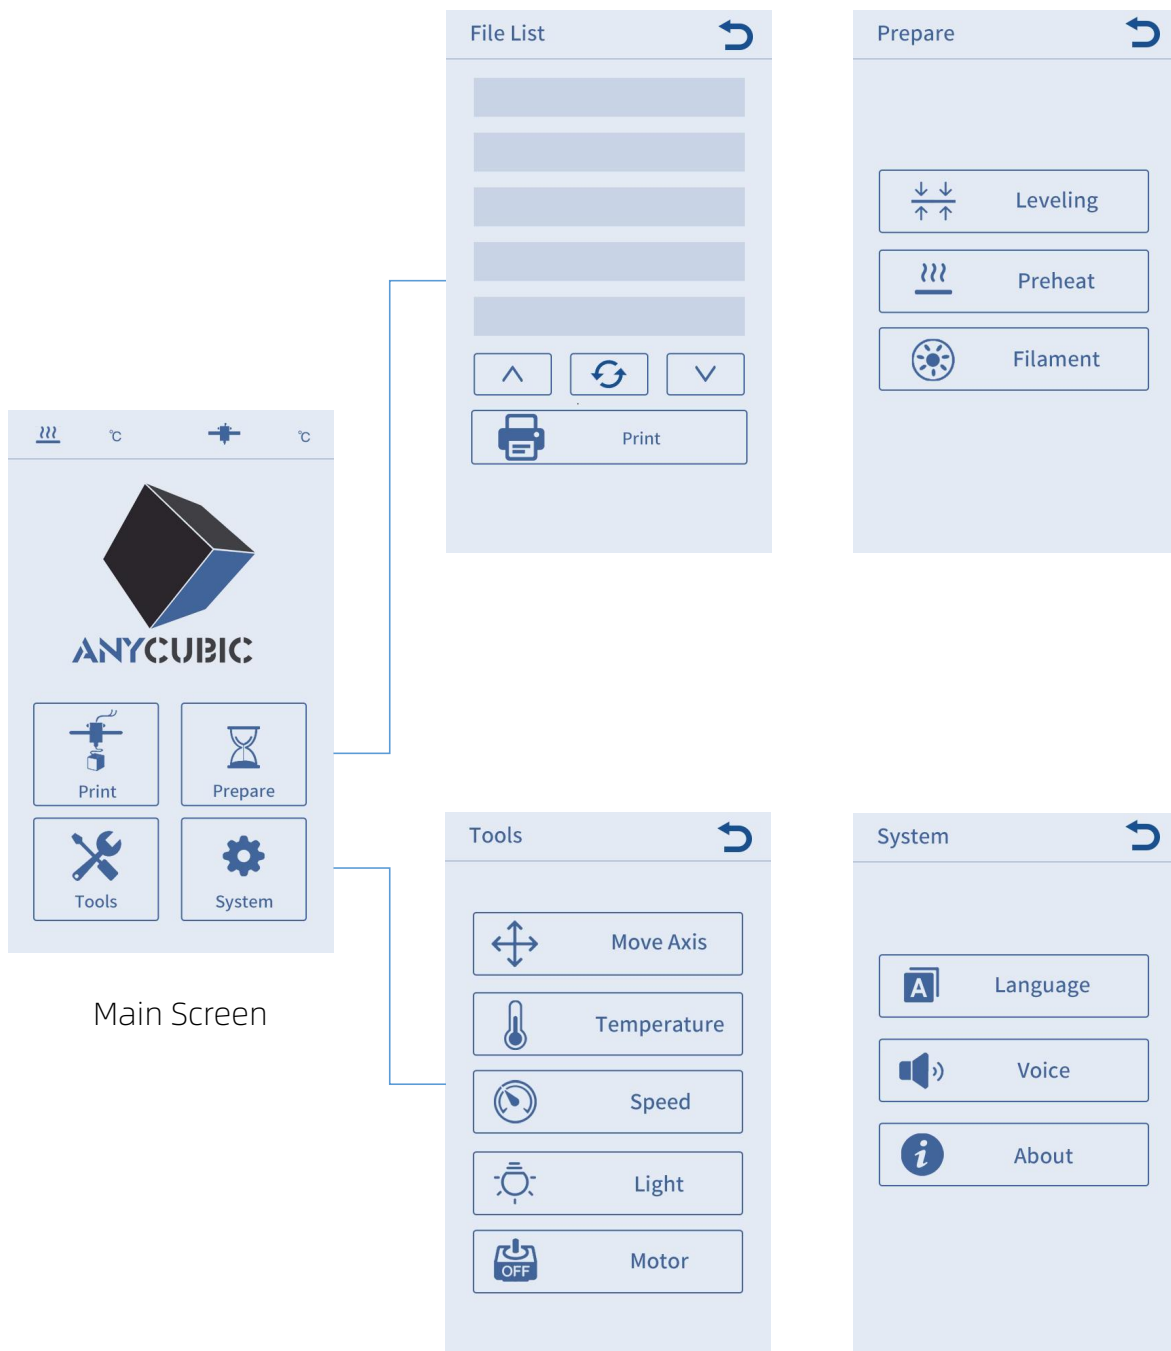 File List
Print
Prepare
Leveling
Preheat
Filament
℃
℃
ANYCUBIC
Print
Prepare
Tools
System
Main Screen
Tools
Move Axis
Temperature
Speed
Light
OFF
Motor
System
A
Language
Voice
i
About